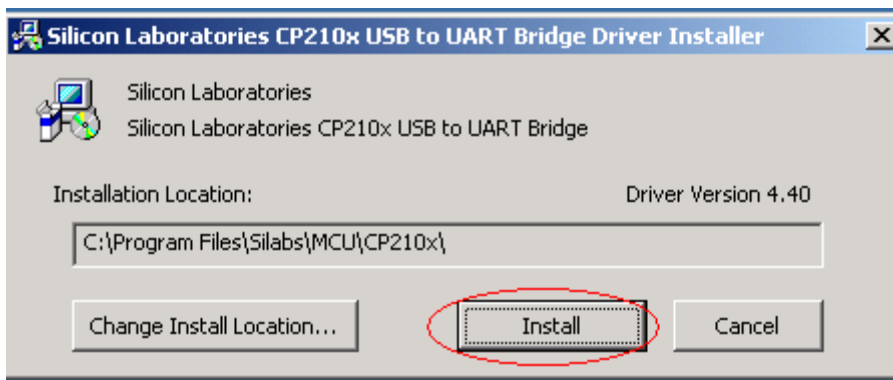 Silicon Laboratories CP210x USB to UART Bridge Driver Installer
Silicon Laboratories
Silicon Laboratories CP210x USB to UART Bridge
Installation Location:
Driver Version 4.40
C:\Program Files\Silabs\MCU\CP210x\
Change Install Location...
Install
Cancel